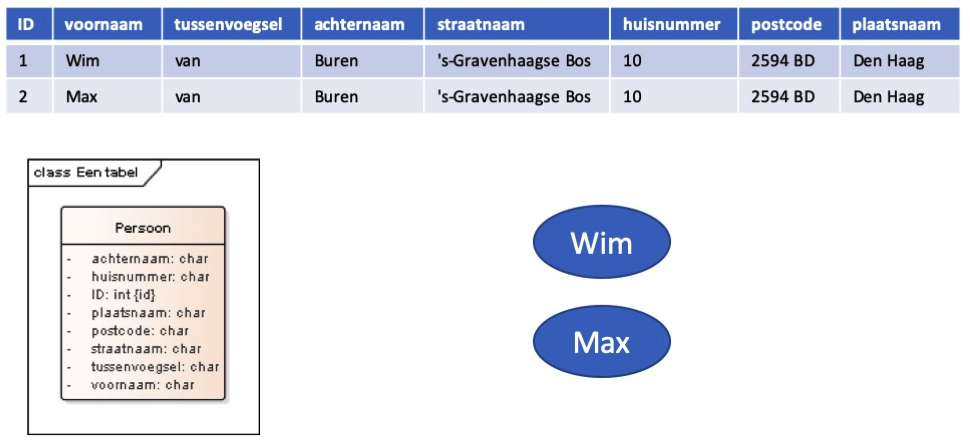 ID voornaam tussenvoegsel achternaam straatnaam huisnummer postcode plaatsnaam
1 Wim van Buren 's-Gravenhaagse Bos 10 2594 BD Den Haag
2 Max van Buren 's-Gravenhaagse Bos 10 2594 BD Den Haag
class Een tabel
Persoon
- achternaam: char
- huisnummer: char
- ID: int {id}
- plaatsnaam: char
- postcode: char
- straatnaam: char
- tussenvoegsel: char
- voornaam: char
Wim
Max